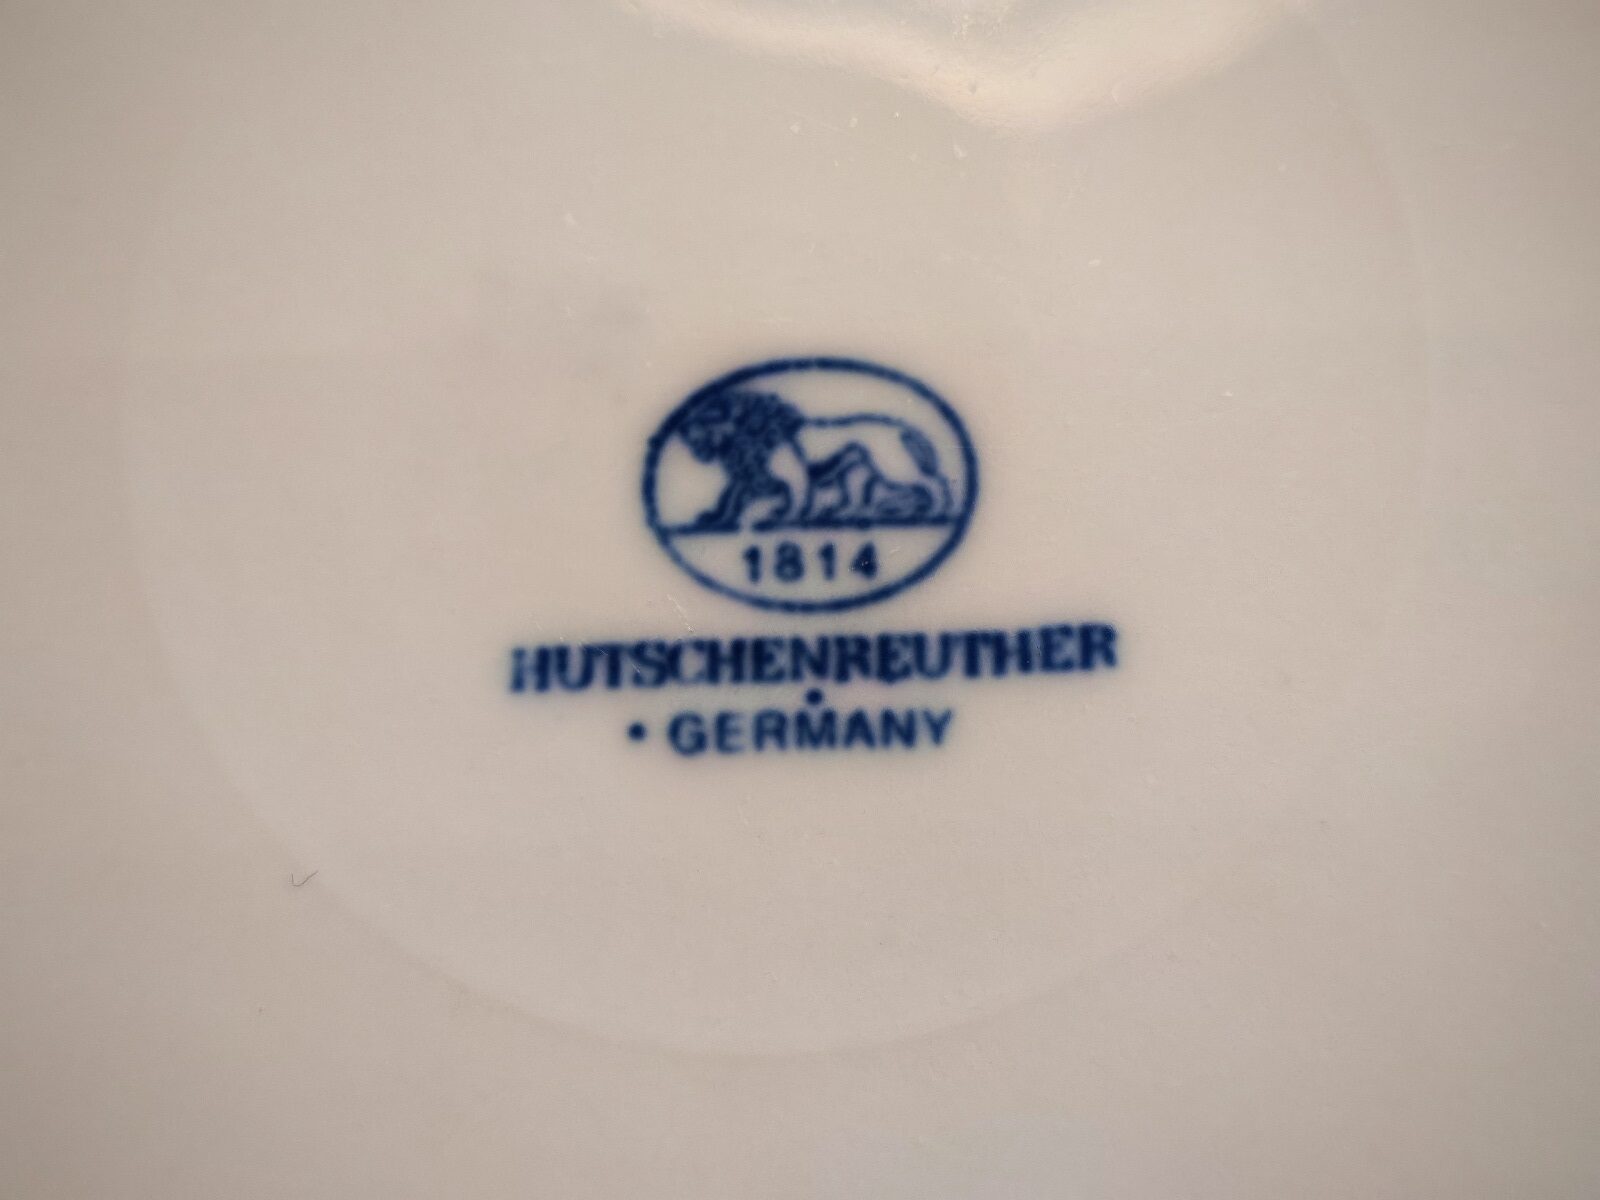 1814
HUTSCHENREUTHER
• GERMANY